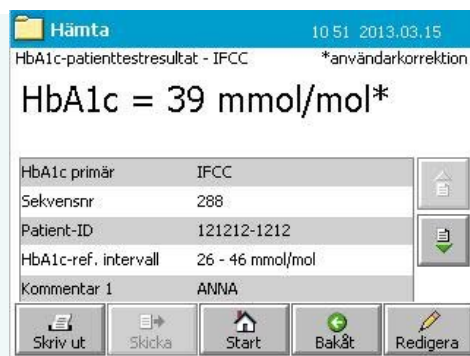 Hämta 10 51 2013.03.15
HbA1c-patienttestresultat - IFCC *användarkorrektion
HbA1c = 39 mmol/mol*
HbA1c primär IFCC
Sekvensnr 288
Patient-ID 121212-1212
HbA1c-ref. intervall 26 - 46 mmol/mol
Kommentar 1 ANNA
Skriv ut Skicka Start Bakåt Redigera